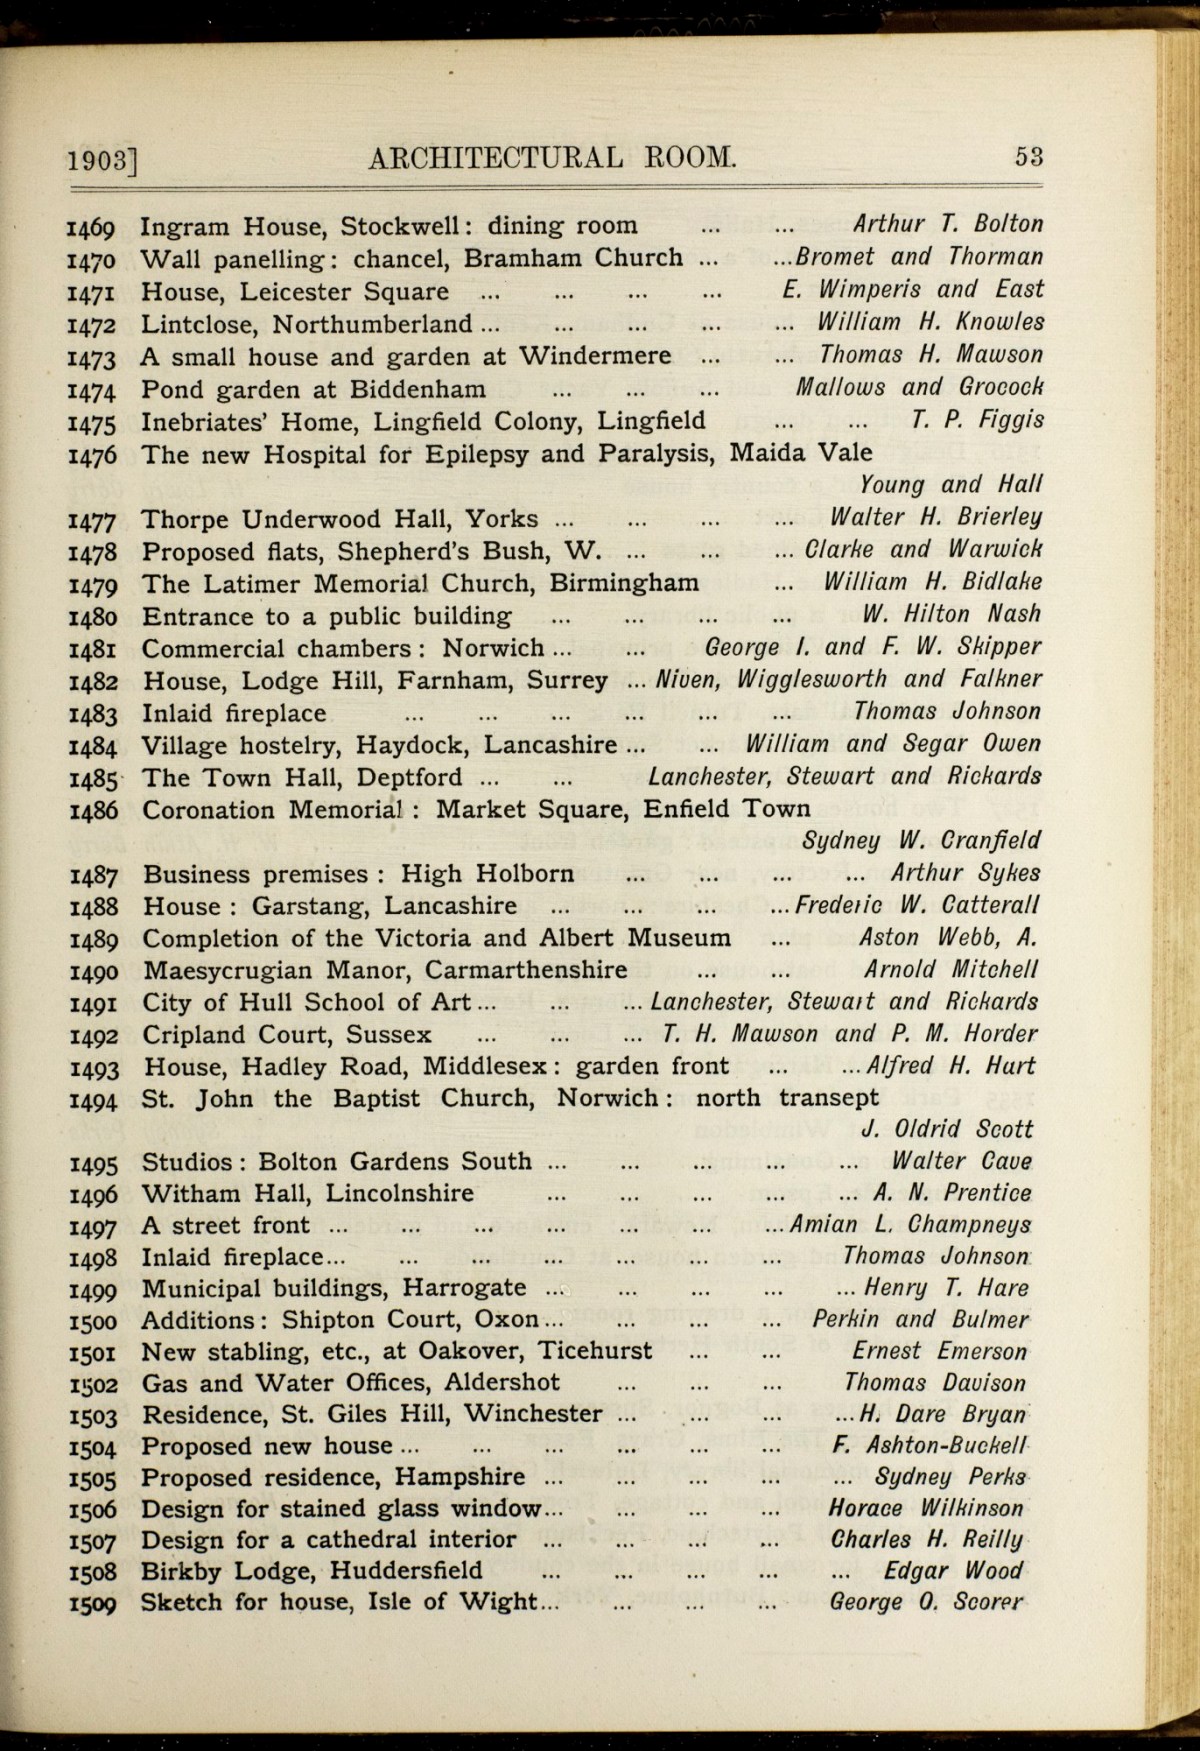 1903] ARCHITECTURAL ROOM. 53
1469 Ingram House, Stockwell: dining room ... ... Arthur T. Bolton
1470 Wall panelling: chancel, Bramham Church ... ...Bromet and Thorman
1471 House, Leicester Square ... ... ... ... E. Wimperis and East
1472 Lintclose, Northumberland ... ... ... ... ... William H. Knowles
1473 A small house and garden at Windermere ... ... Thomas H. Mawson
1474 Pond garden at Biddenham ... ... ... Mallows and Grocock
1475 Inebriates' Home, Lingfield Colony, Lingfield ... ... T. P. Figgis
1476 The new Hospital for Epilepsy and Paralysis, Maida Vale
Young and Hall
1477 Thorpe Underwood Hall, Yorks ... ... ... ... Walter H. Brierley
1478 Proposed flats, Shepherd's Bush, W. ... ... ... Clarke and Warwick
1479 The Latimer Memorial Church, Birmingham ... William H. Bidlake
1480 Entrance to a public building ... ... ... ... W. Hilton Nash
1481 Commercial chambers: Norwich ... ... George I. and F. W. Skipper
1482 House, Lodge Hill, Farnham, Surrey ... Niven, Wigglesworth and Falkner
1483 Inlaid fireplace ... ... ... ... ... ... Thomas Johnson
1484 Village hostelry, Haydock, Lancashire ... ... William and Segar Owen
1485 The Town Hall, Deptford ... ... Lanchester, Stewart and Rickards
1486 Coronation Memorial: Market Square, Enfield Town
Sydney W. Cranfield
1487 Business premises: High Holborn ... ... ... ... Arthur Sykes
1488 House: Garstang, Lancashire ... ... ... ...Frederic W. Catterall
1489 Completion of the Victoria and Albert Museum ... Aston Webb, A.
1490 Maesycrugian Manor, Carmarthenshire ... ... Arnold Mitchell
1491 City of Hull School of Art ... ... ... Lanchester, Stewart and Rickards
1492 Cripland Court, Sussex ... ... ... T. H. Mawson and P. M. Horder
1493 House, Hadley Road, Middlesex: garden front ... ...Alfred H. Hart
1494 St. John the Baptist Church, Norwich: north transept
J. Oldrid Scott
1495 Studios: Bolton Gardens South ... ... ... ... ... Walter Cave
1496 Witham Hall, Lincolnshire ... ... ... ... ... A. N. Prentice
1497 A street front ... ... ... ... ... ... ...Amian L. Champneys
1498 Inlaid fireplace... ... ... ... ... ... ... Thomas Johnson
1499 Municipal buildings, Harrogate ... ... ... ... ... Henry T. Hare
1500 Additions: Shipton Court, Oxon ... ... ... ... Perkin and Bulmer
1501 New stabling, etc., at Oakover, Ticehurst ... ... Ernest Emerson
1502 Gas and Water Offices, Aldershot ... ... ... Thomas Davison
1503 Residence, St. Giles Hill, Winchester ... ... ... ...H. Dare Bryan
1504 Proposed new house ... ... ... ... ... ... F. Ashton-Buckell
1505 Proposed residence, Hampshire ... ... ... ... ... Sydney Perks
1506 Design for stained glass window... ... ... ... Horace Wilkinson
1507 Design for a cathedral interior ... ... ... ... Charles H. Reilly
1508 Birkby Lodge, Huddersfield ... ... ... ... ... Edgar Wood
1509 Sketch for house, Isle of Wight... ... ... ... George O. Scorer